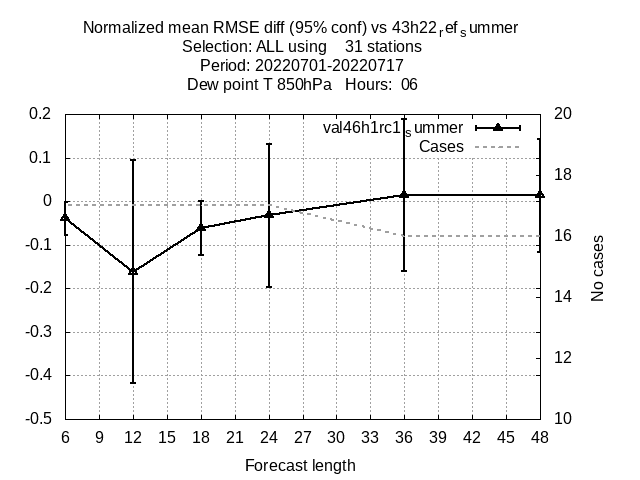 Normalized mean RMSE diff (95% conf) vs 43h22refsummer
Selection: ALL using 31 stations
Period: 20220701-20220717
Dew point T 850hPa Hours: 06
val46h1rc1summer
Cases
0.2
0.1
0
-0.1
-0.2
-0.3
-0.4
-0.5
20
18
16
14
12
10
No cases
6 9 12 15 18 21 24 27 30 33 36 39 42 45 48
Forecast length